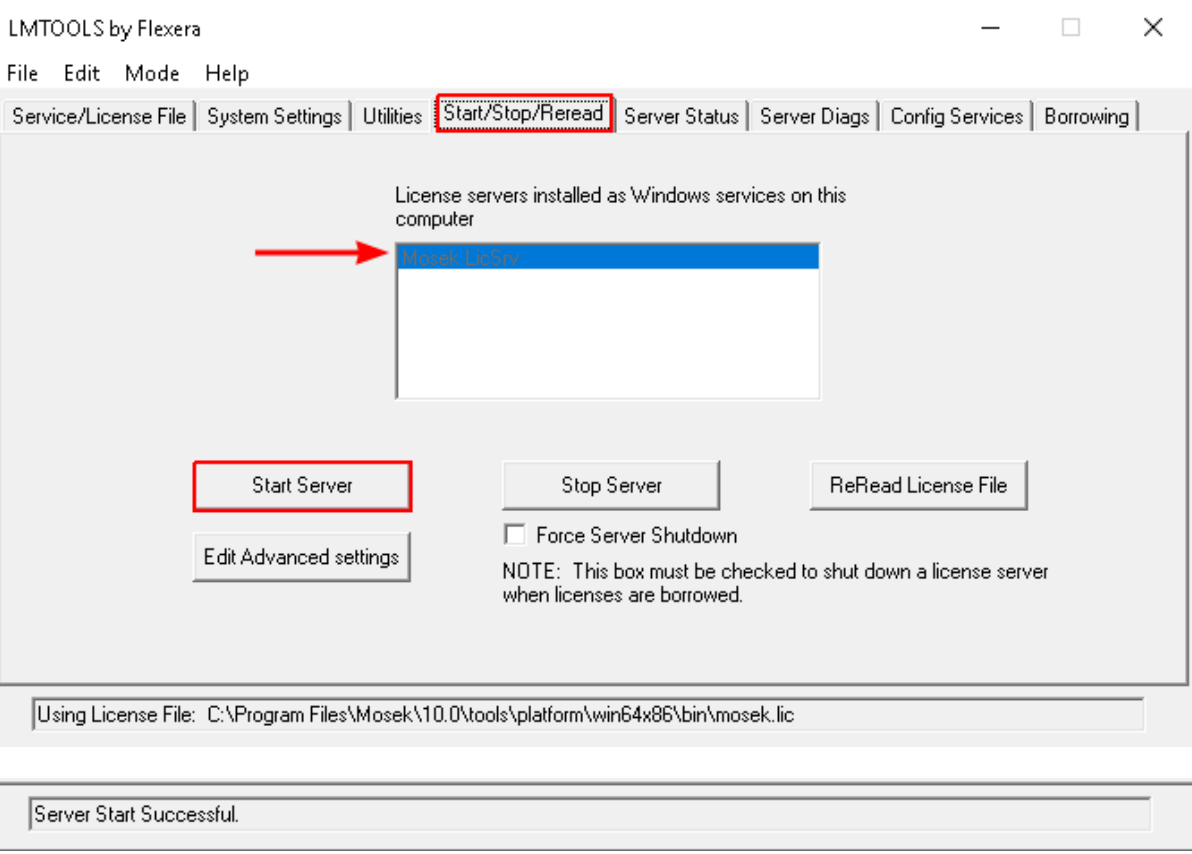 LMTOOLS by Flexera
File Edit Mode Help
Service/License File System Settings Utilities Start/Stop/Reread Server Status Server Diags Config Services Borrowing
License servers installed as Windows services on this
computer
Mosek LicSrv
Start Server Stop Server ReRead License File
Force Server Shutdown
Edit Advanced settings
NOTE: This box must be checked to shut down a license server
when licenses are borrowed.
Using License File: C:\Program Files\Mosek\10.0\tools\platform\win64x86\bin\mosek.lic
Server Start Successful.